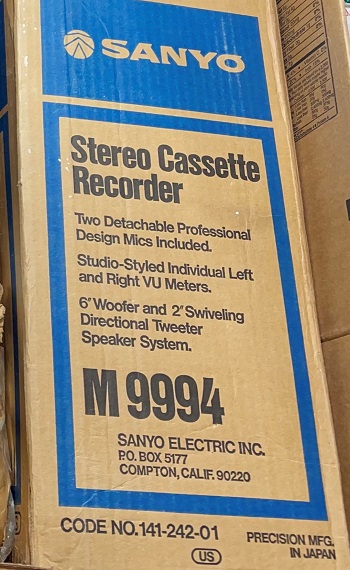 SANYO
Stereo Cassette
Recorder
Two Detachable Professional
Design Mics Included.
Studio-Styled Individual Left
and Right VU Meters.
6" Woofer and 2" Swiveling
Directional Tweeter
Speaker System.
M 9994
SANYO ELECTRIC INC.
P.O. BOX 5177
COMPTON, CALIF. 90220
CODE NO. 141-242-01
US
PRECISION MFG.
IN JAPAN